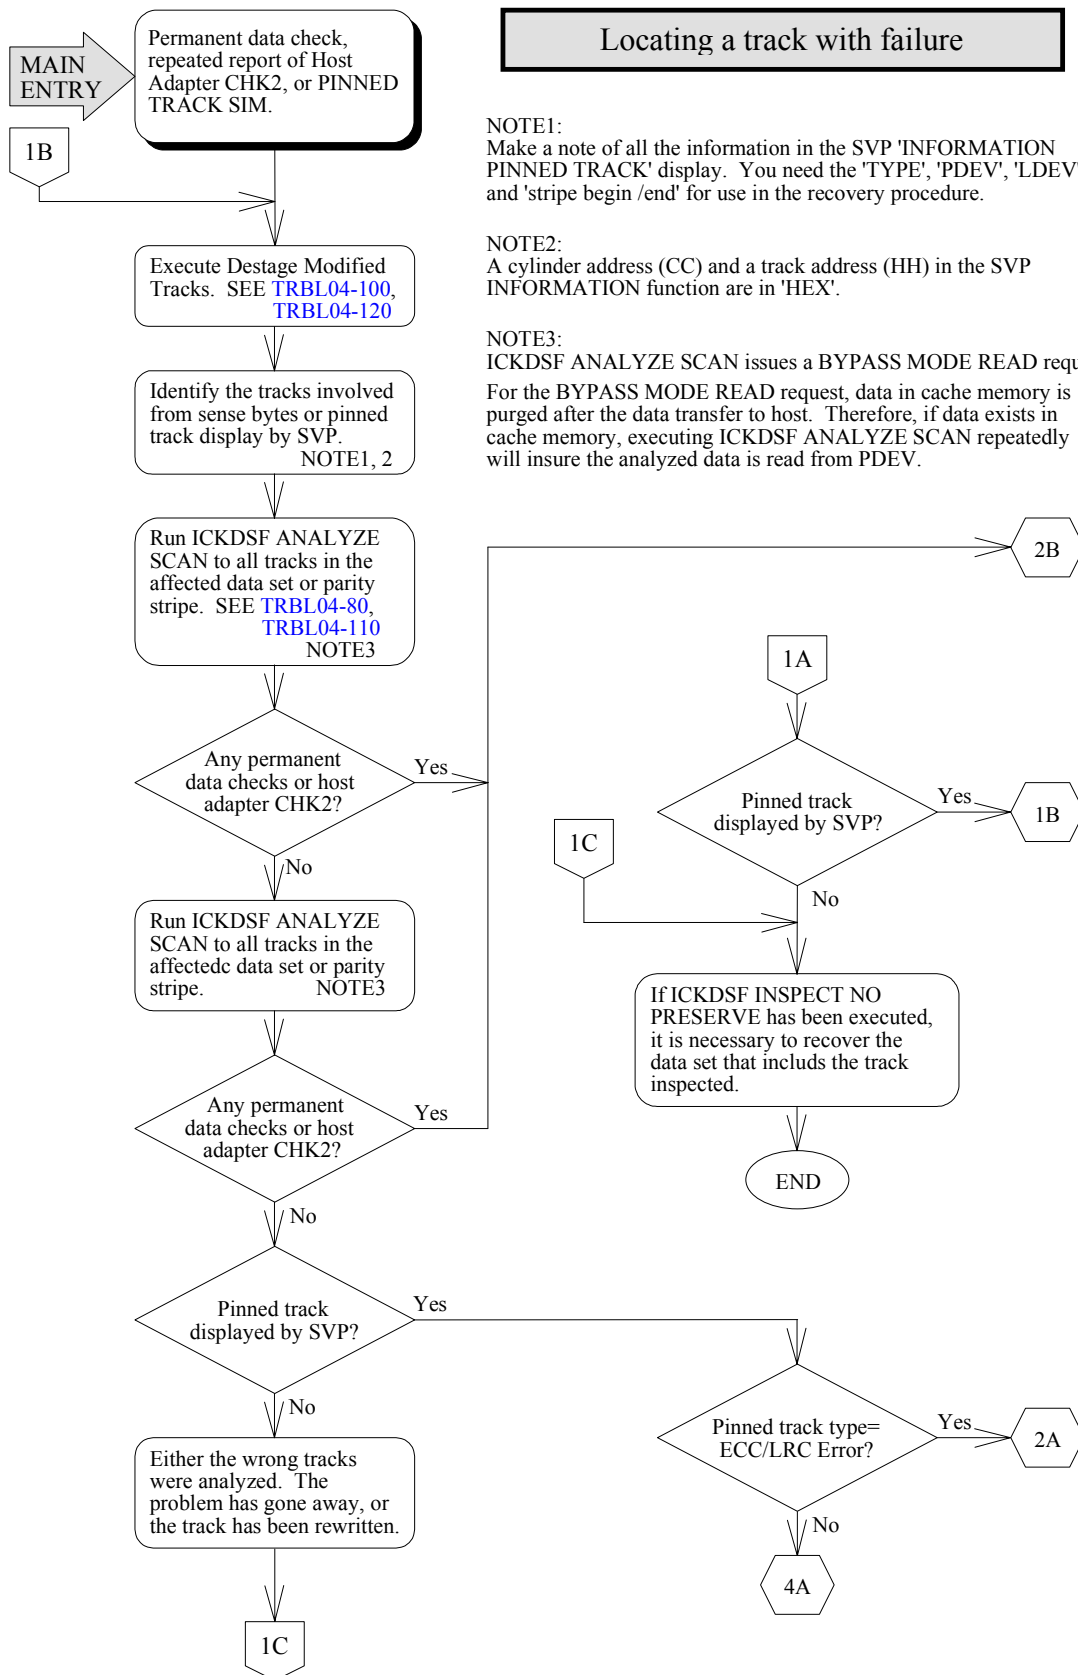 Locating a track with failure
MAIN
ENTRY
Permanent data check,
repeated report of Host
Adapter CHK2, or PINNED
TRACK SIM.
1B
NOTE1:
Make a note of all the information in the SVP 'INFORMATION
PINNED TRACK' display. You need the 'TYPE', 'PDEV', 'LDEV'
and 'stripe begin /end' for use in the recovery procedure.
NOTE2:
A cylinder address (CC) and a track address (HH) in the SVP
INFORMATION function are in 'HEX'.
NOTE3:
ICKDSF ANALYZE SCAN issues a BYPASS MODE READ requ
For the BYPASS MODE READ request, data in cache memory is
purged after the data transfer to host. Therefore, if data exists in
cache memory, executing ICKDSF ANALYZE SCAN repeatedly
will insure the analyzed data is read from PDEV.
Execute Destage Modified
Tracks. SEE TRBL04-100,
TRBL04-120
Identify the tracks involved
from sense bytes or pinned
track display by SVP.
NOTE1, 2
Run ICKDSF ANALYZE
SCAN to all tracks in the
affected data set or parity
stripe. SEE TRBL04-80,
TRBL04-110
NOTE3
2B
Any permanent
data checks or host
adapter CHK2?
Yes
No
Run ICKDSF ANALYZE
SCAN to all tracks in the
affectedc data set or parity
stripe. NOTE3
Any permanent
data checks or host
adapter CHK2?
Yes
No
Pinned track
displayed by SVP?
Yes
No
Either the wrong tracks
were analyzed. The
problem has gone away, or
the track has been rewritten.
1C
1A
Pinned track
displayed by SVP?
Yes
1B
No
1C
If ICKDSF INSPECT NO
PRESERVE has been executed,
it is necessary to recover the
data set that includs the track
inspected.
END
Pinned track type=
ECC/LRC Error?
Yes
2A
No
4A